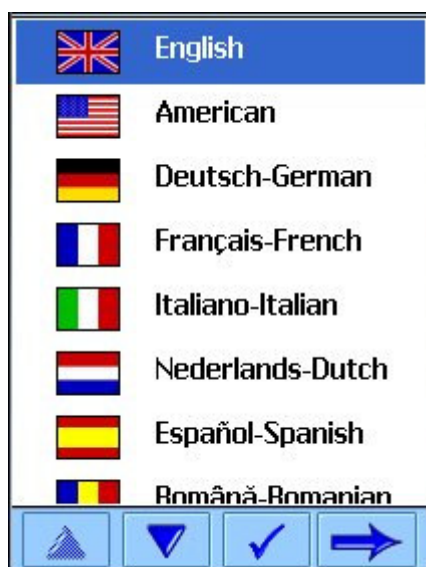 English
American
Deutsch-German
Français-French
Italiano-Italian
Nederlands-Dutch
Español-Spanish
Română-Romanian